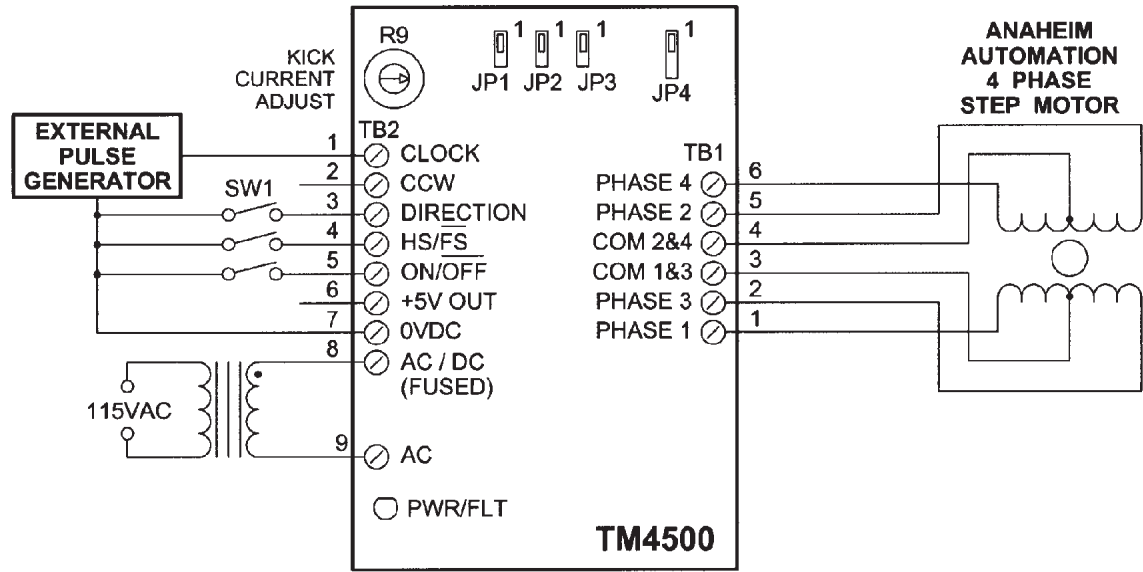 R9
1
1
1
1
JP1
JP2
JP3
JP4
KICK
CURRENT
ADJUST
ANAHEIM
AUTOMATION
4 PHASE
STEP MOTOR
EXTERNAL
PULSE
GENERATOR
SW1
TB2
1 CLOCK
2 CCW
3 DIRECTION
4 HS/F̅S̅
5 ON/O̅F̅F̅
6 +5V OUT
7 0VDC
8 AC / DC
(FUSED)
9 AC
115VAC
TB1
PHASE 4 6
PHASE 2 5
COM 2&4 4
COM 1&3 3
PHASE 3 2
PHASE 1 1
PWR/FLT
TM4500